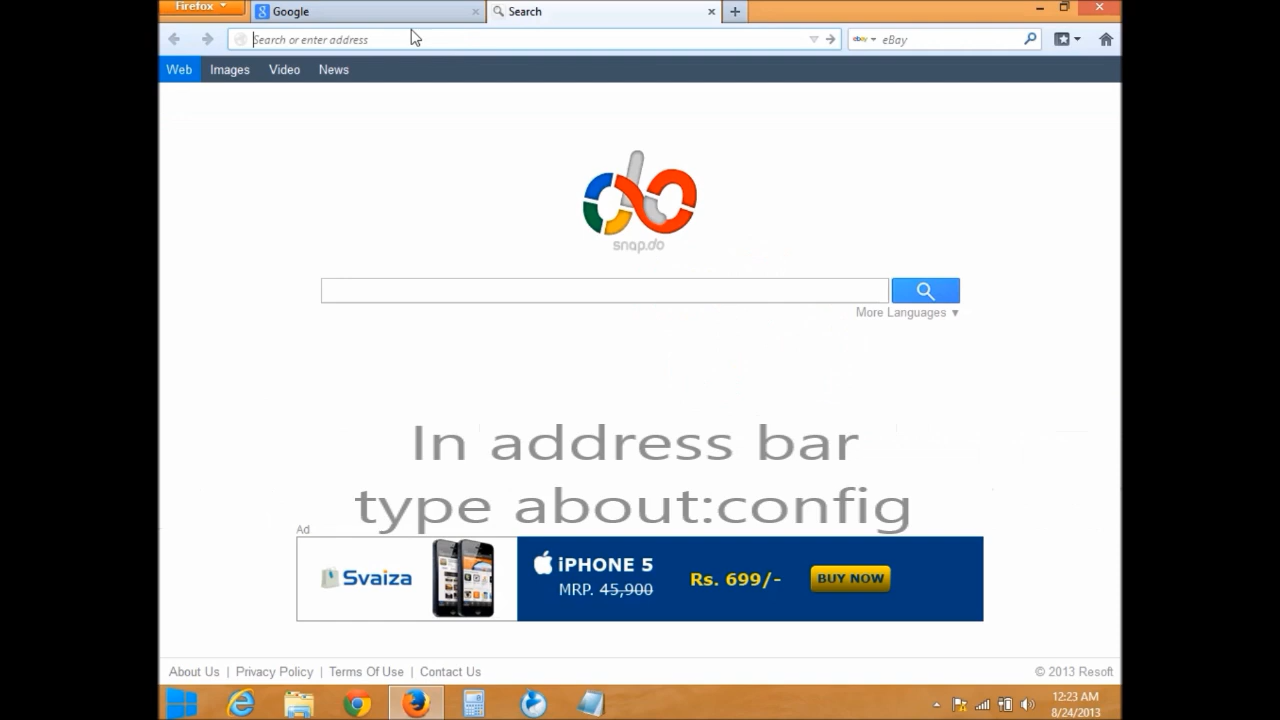 Firefox
Google
Search
Search or enter address
ebay
eBay
Web
Images
Video
News
snap.do
More Languages ▼
In address bar
type about:config
Ad
Svaiza
iPHONE 5
MRP. 45,900
Rs. 699/-
BUY NOW
About Us | Privacy Policy | Terms Of Use | Contact Us
© 2013 Resoft
12:23 AM
8/24/2013